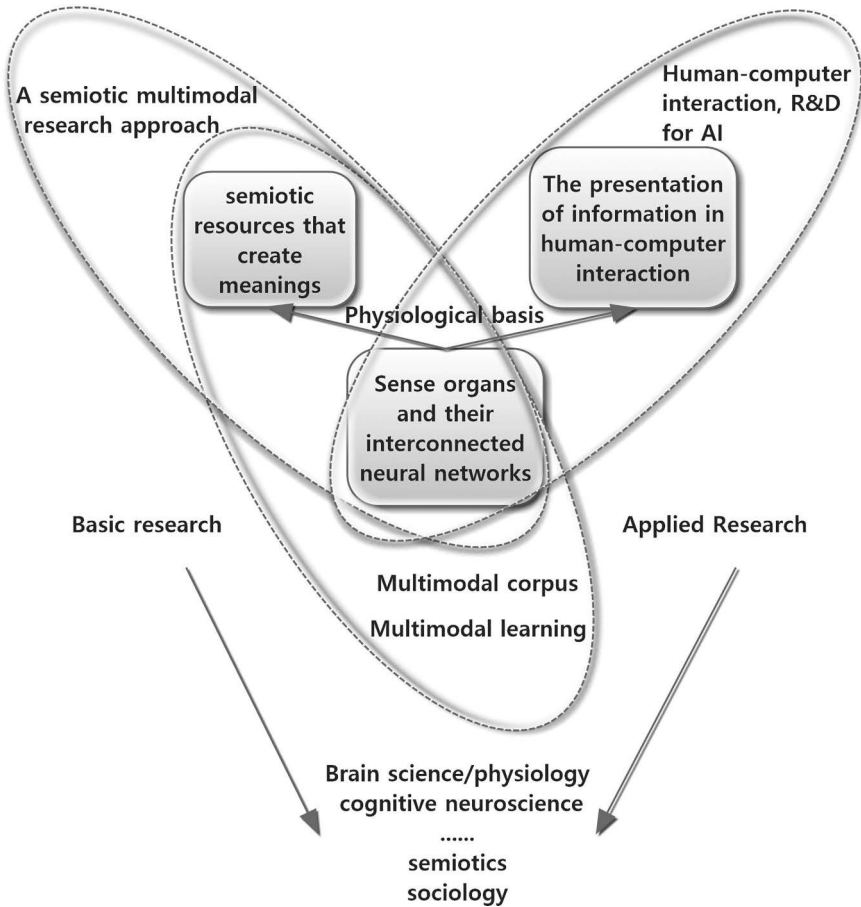 A semiotic multimodal
research approach
Human-computer
interaction, R&D
for AI
semiotic
resources that
create
meanings
The presentation
of information in
human-computer
interaction
Physiological basis
Sense organs
and their
interconnected
neural networks
Basic research
Applied Research
Multimodal corpus
Multimodal learning
Brain science/physiology
cognitive neuroscience
......
semiotics
sociology